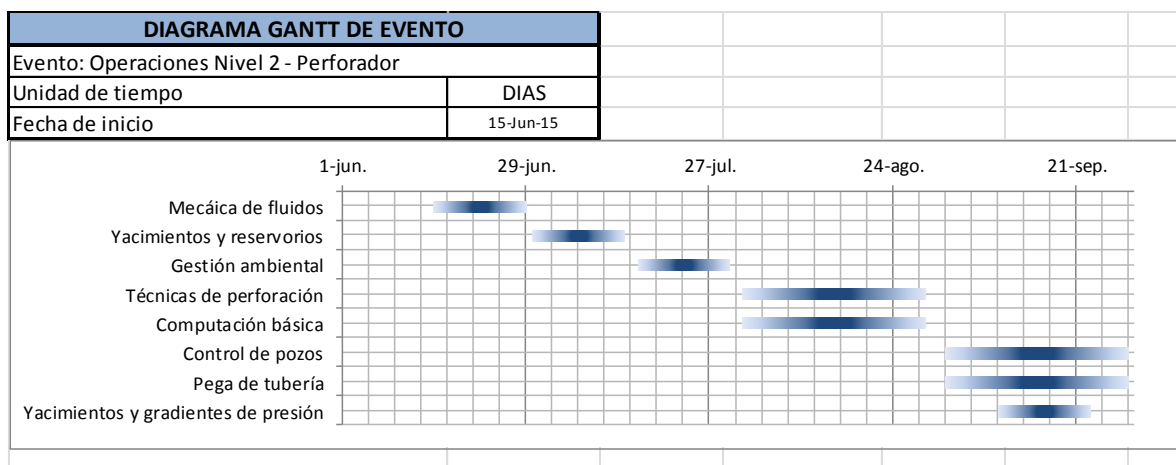 DIAGRAMA GANTT DE EVENTO
Evento: Operaciones Nivel 2 - Perforador
Unidad de tiempo DIAS
Fecha de inicio 15-Jun-15
1-jun. 29-jun. 27-jul. 24-ago. 21-sep.
Mecáica de fluidos
Yacimientos y reservorios
Gestión ambiental
Técnicas de perforación
Computación básica
Control de pozos
Pega de tubería
Yacimientos y gradientes de presión